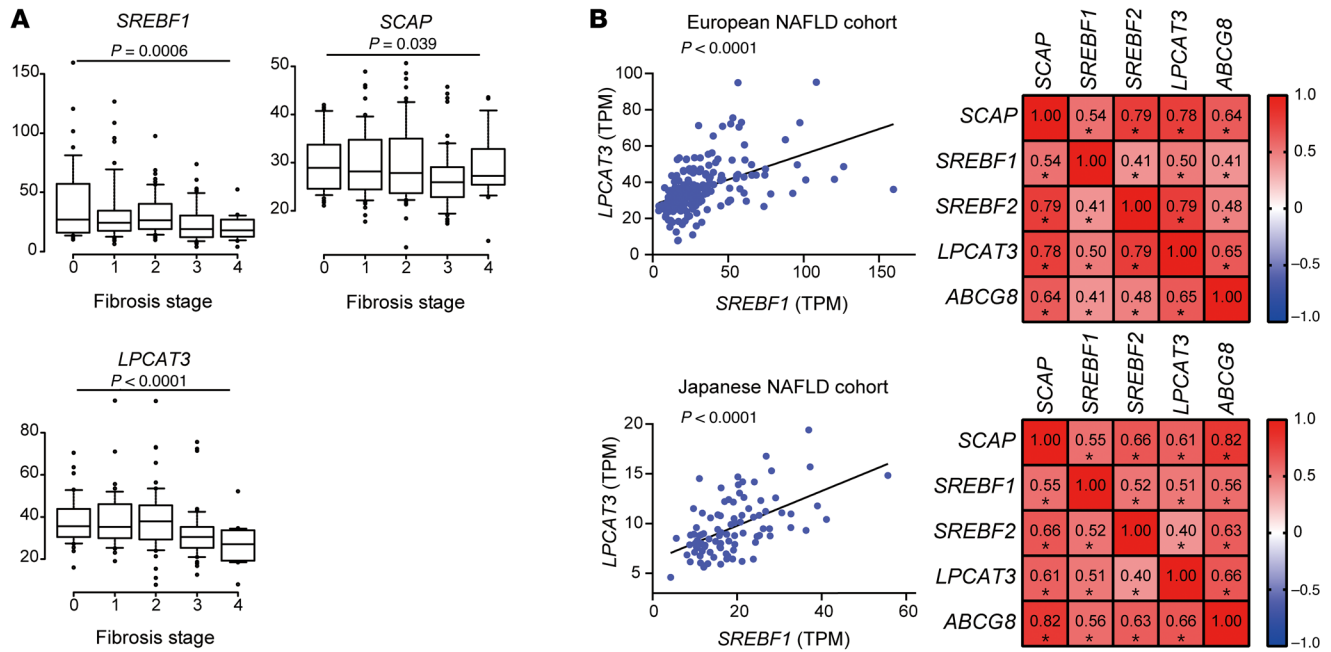 A
SREBF1
P = 0.0006
150
100
50
0
0 1 2 3 4
Fibrosis stage
SCAP
P = 0.039
50
40
30
20
0 1 2 3 4
Fibrosis stage
LPCAT3
P < 0.0001
80
60
40
20
0 1 2 3 4
Fibrosis stage
B
European NAFLD cohort
P < 0.0001
LPCAT3 (TPM)
100
80
60
40
20
0
0 50 100 150
SREBF1 (TPM)
SCAP SREBF1 SREBF2 LPCAT3 ABCG8
SCAP 1.00 0.54 0.79 0.78 0.64
* * * *
SREBF1 0.54 1.00 0.41 0.50 0.41
* * * *
SREBF2 0.79 0.41 1.00 0.79 0.48
* * * *
LPCAT3 0.78 0.50 0.79 1.00 0.65
* * * *
ABCG8 0.64 0.41 0.48 0.65 1.00
* * * *
1.0
0.5
0
−0.5
−1.0
Japanese NAFLD cohort
P < 0.0001
LPCAT3 (TPM)
20
15
10
5
0 20 40 60
SREBF1 (TPM)
SCAP SREBF1 SREBF2 LPCAT3 ABCG8
SCAP 1.00 0.55 0.66 0.61 0.82
* * * *
SREBF1 0.55 1.00 0.52 0.51 0.56
* * * *
SREBF2 0.66 0.52 1.00 0.40 0.63
* * * *
LPCAT3 0.61 0.51 0.40 1.00 0.66
* * * *
ABCG8 0.82 0.56 0.63 0.66 1.00
* * * *
1.0
0.5
0
−0.5
−1.0